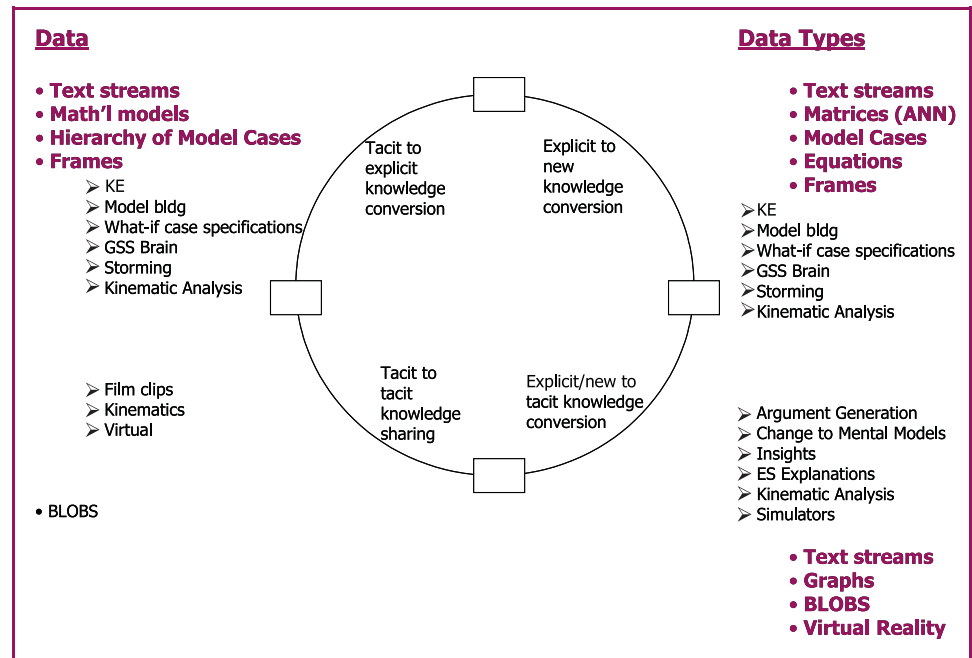 Data
• Text streams
• Math'l models
• Hierarchy of Model Cases
• Frames
➢ KE
➢ Model bldg
➢ What-if case specifications
➢ GSS Brain
➢ Storming
➢ Kinematic Analysis
➢ Film clips
➢ Kinematics
➢ Virtual
• BLOBS
Tacit to
explicit
knowledge
conversion
Explicit to
new
knowledge
conversion
Tacit to
tacit
knowledge
sharing
Explicit/new to
tacit knowledge
conversion
Data Types
• Text streams
• Matrices (ANN)
• Model Cases
• Equations
• Frames
➢KE
➢Model bldg
➢What-if case specifications
➢GSS Brain
➢Storming
➢Kinematic Analysis
➢ Argument Generation
➢ Change to Mental Models
➢ Insights
➢ ES Explanations
➢ Kinematic Analysis
➢ Simulators
• Text streams
• Graphs
• BLOBS
• Virtual Reality